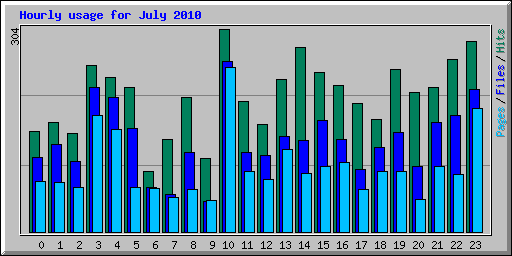 Hourly usage for July 2010
304
Pages/Files/Hits
0 1 2 3 4 5 6 7 8 9 10 11 12 13 14 15 16 17 18 19 20 21 22 23